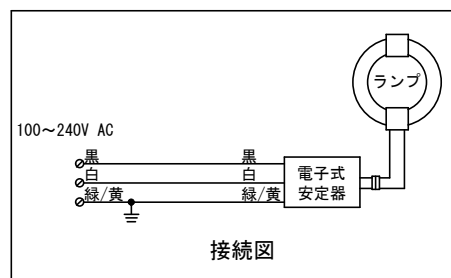 ランプ
100～240V AC
黒 黒
白 白
緑/黄 緑/黄
電子式
安定器
接続図